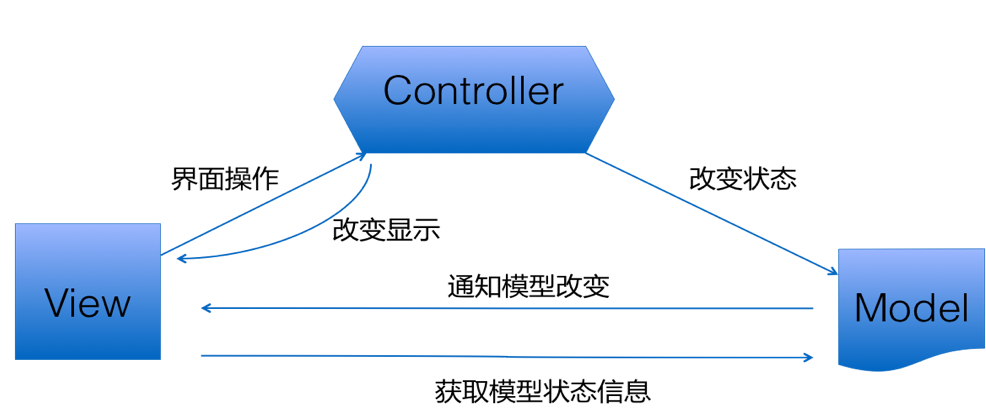 Controller
界面操作
改变状态
改变显示
View
通知模型改变
Model
获取模型状态信息